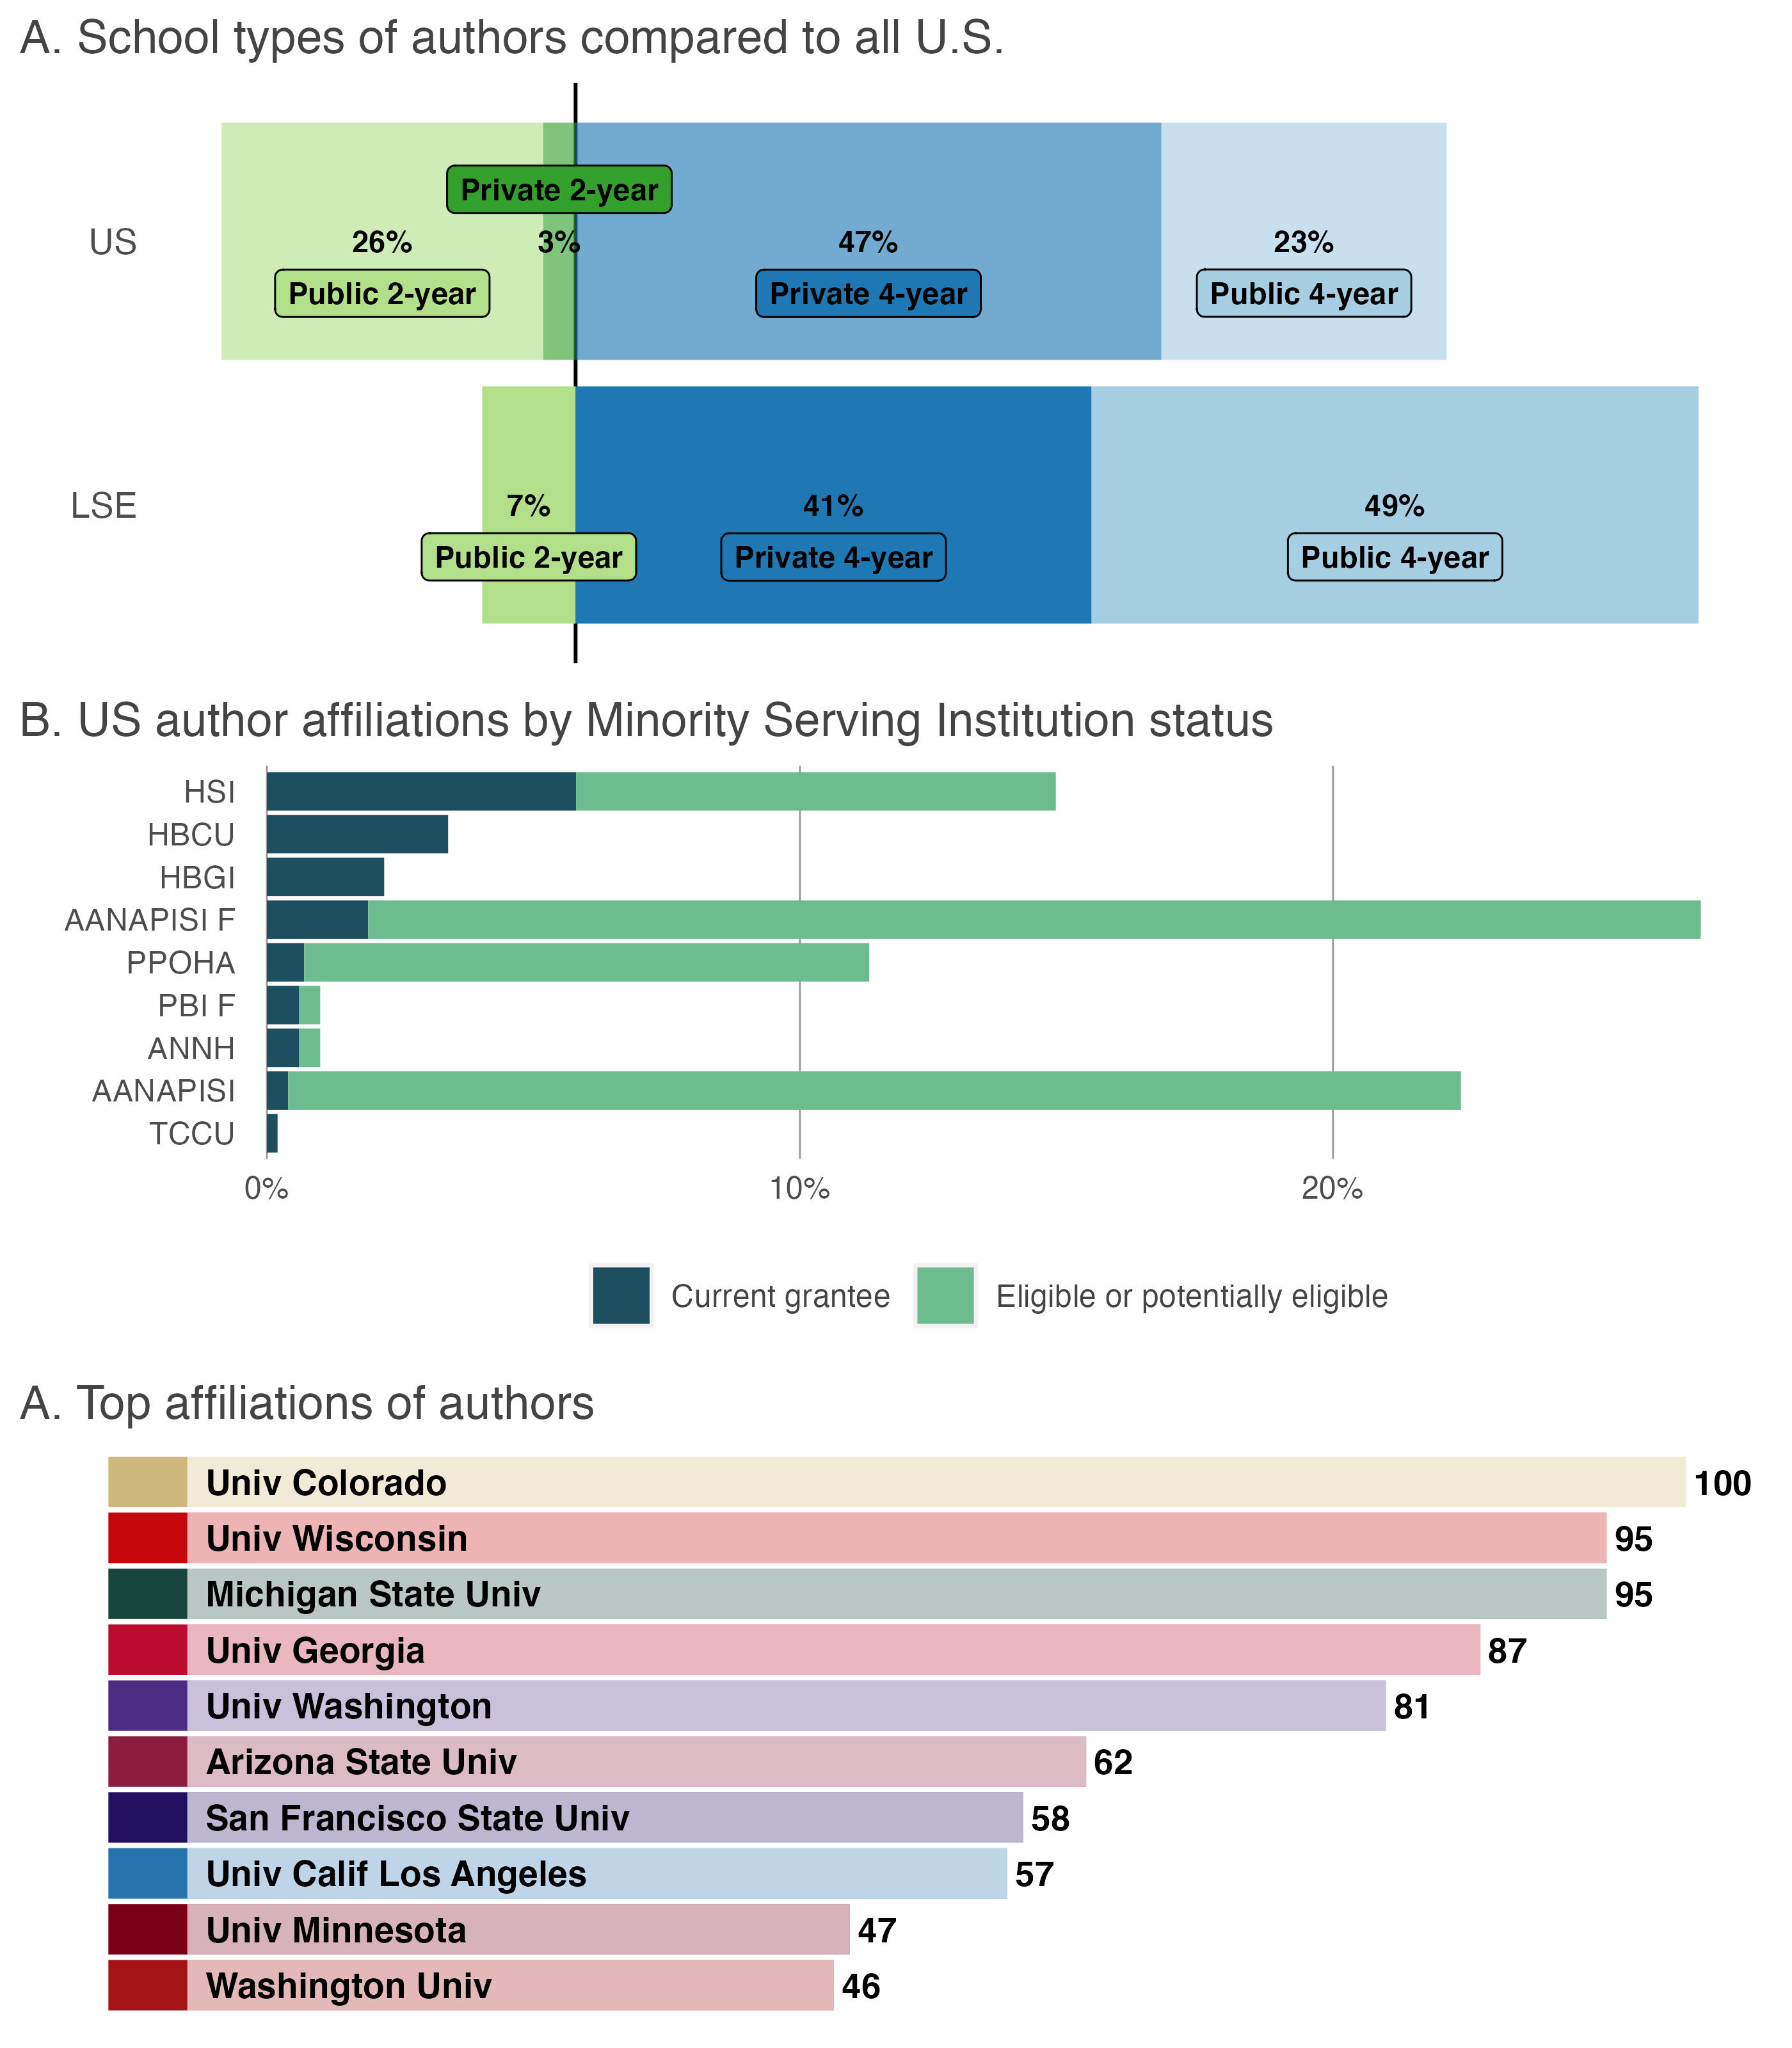 A. School types of authors compared to all U.S.
US
Private 2-year
26% 3% 47% 23%
Public 2-year Private 4-year Public 4-year
LSE
7% 41% 49%
Public 2-year Private 4-year Public 4-year
B. US author affiliations by Minority Serving Institution status
HSI
HBCU
HBGI
AANAPISI F
PPOHA
PBI F
ANNH
AANAPISI
TCCU
0% 10% 20%
Current grantee Eligible or potentially eligible
A. Top affiliations of authors
Univ Colorado 100
Univ Wisconsin 95
Michigan State Univ 95
Univ Georgia 87
Univ Washington 81
Arizona State Univ 62
San Francisco State Univ 58
Univ Calif Los Angeles 57
Univ Minnesota 47
Washington Univ 46